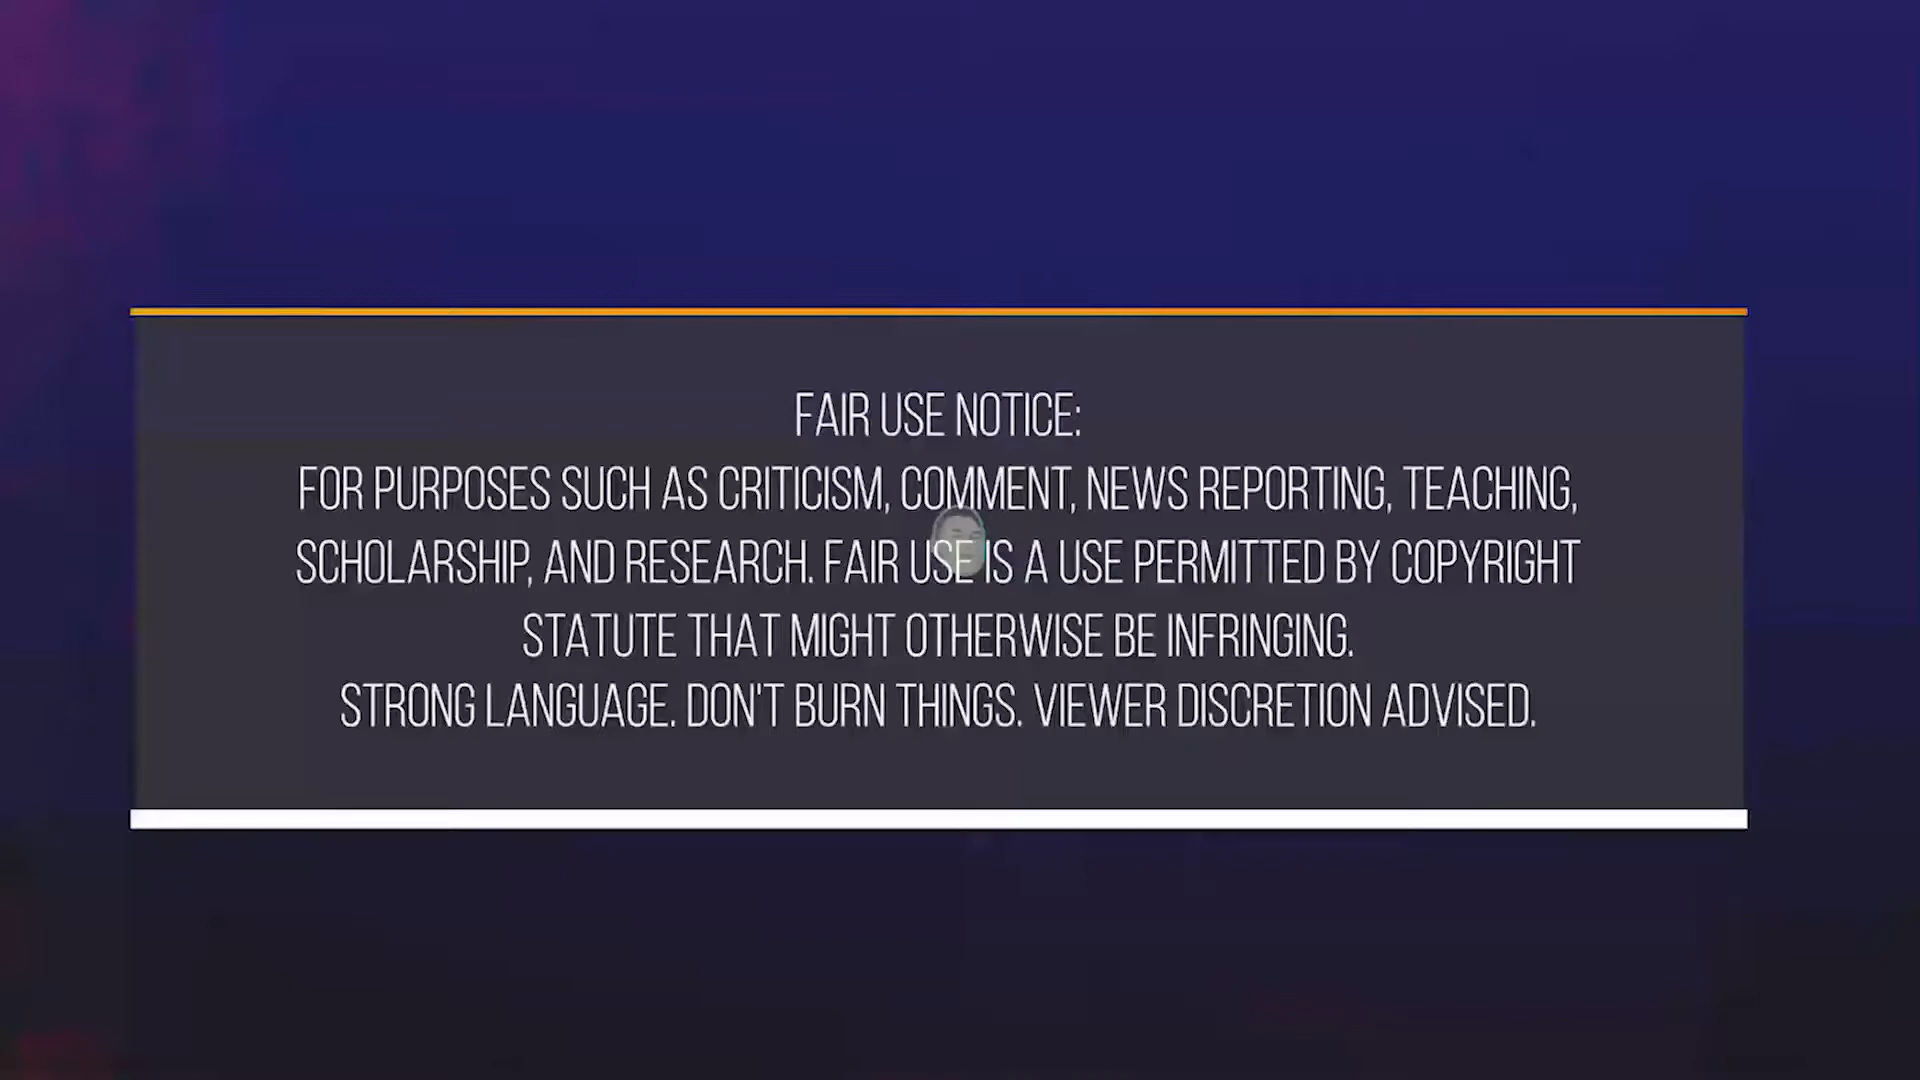 FAIR USE NOTICE:
FOR PURPOSES SUCH AS CRITICISM, COMMENT, NEWS REPORTING, TEACHING,
SCHOLARSHIP, AND RESEARCH. FAIR USE IS A USE PERMITTED BY COPYRIGHT
STATUTE THAT MIGHT OTHERWISE BE INFRINGING.
STRONG LANGUAGE. DON'T BURN THINGS. VIEWER DISCRETION ADVISED.